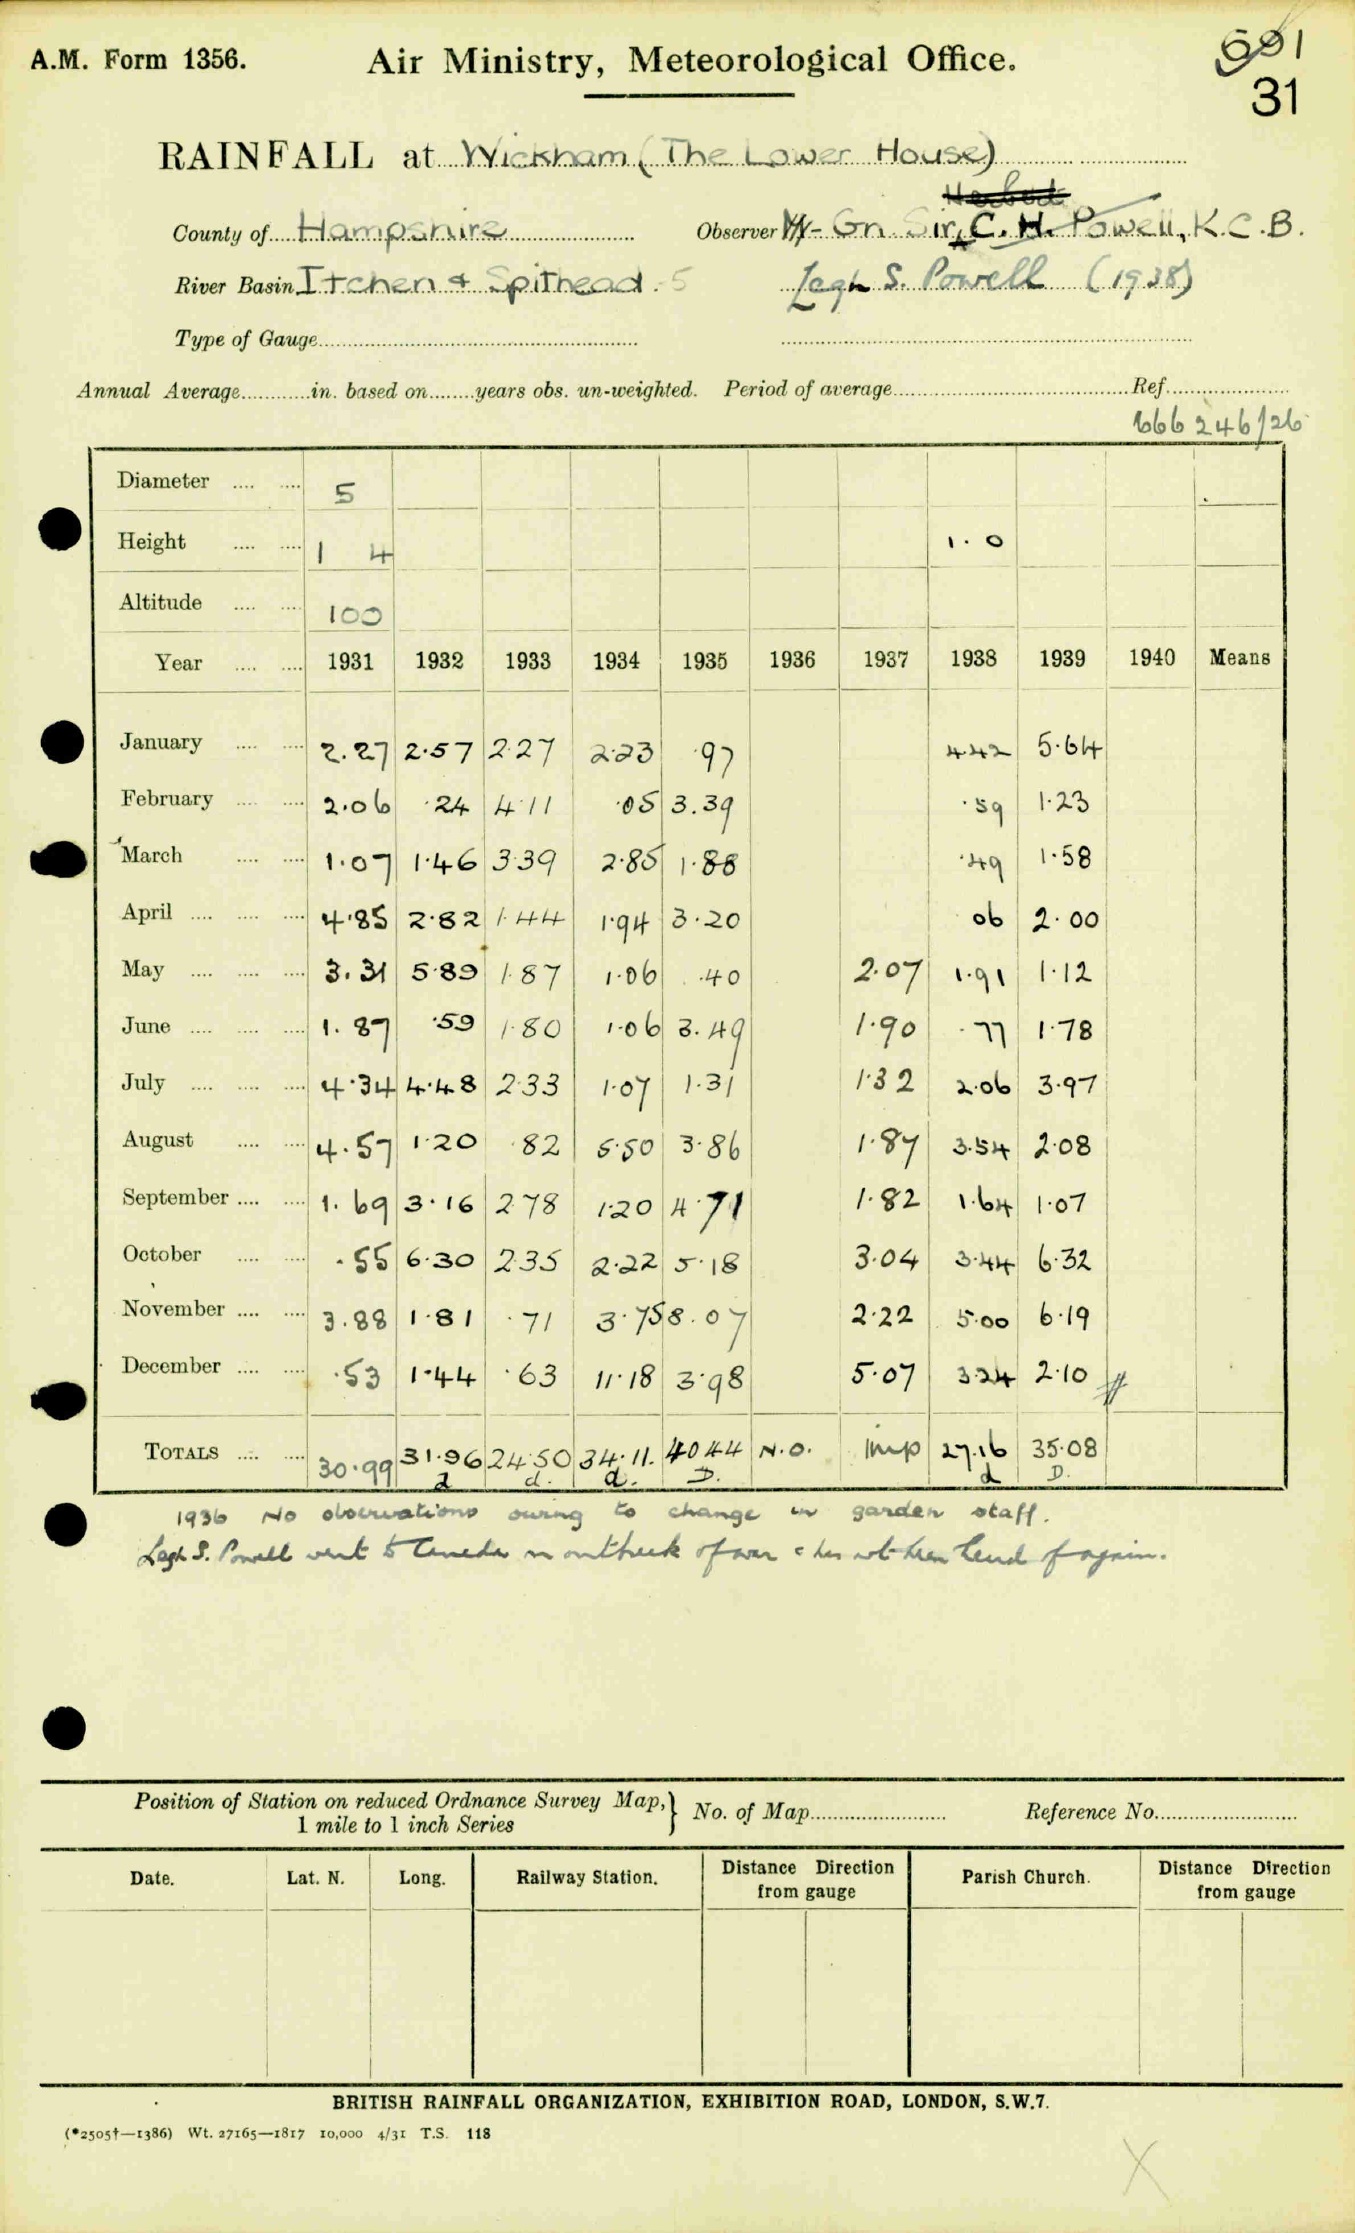 A.M. Form 1356.
Air Ministry, Meteorological Office.
31
RAINFALL at Wickham (The Lower House)
County of Hampshire
Observer Gn Sir C. H. Powell, K.C.B.
River Basin Itchen & Spithead. 5
Legh S. Powell (1938)
Type of Gauge
Annual Average in. based on years obs. un-weighted. Period of average Ref.
666 246/26
Diameter 5
Height 1 4 1.0
Altitude 100
Year 1931 1932 1933 1934 1935 1936 1937 1938 1939 1940 Means
January 2.27 2.57 2.27 2.23 .97 4.42 5.64
February 2.06 .24 4.11 .05 3.39 .59 1.23
March 1.07 1.46 3.39 2.85 1.88 .49 1.58
April 4.85 2.82 1.44 1.94 3.20 06 2.00
May 3.31 5.89 1.87 1.06 .40 2.07 1.91 1.12
June 1.87 .59 1.80 1.06 3.49 1.90 .77 1.78
July 4.34 4.48 2.33 1.07 1.31 1.32 2.06 3.97
August 4.57 1.20 .82 5.50 3.86 1.87 3.54 2.08
September 1.69 3.16 2.78 1.20 4.71 1.82 1.64 1.07
October .55 6.30 2.35 2.22 5.18 3.04 3.44 6.32
November 3.88 1.81 .71 3.75 8.07 2.22 5.00 6.19
December .53 1.44 .63 11.18 3.98 5.07 3.24 2.10
TOTALS 30.99 31.96 24.50 34.11. 40.44 N.O. Imp 27.16 35.08
d d. d. D. d D.
1936 No observations owing to change in garden staff.
Legh S. Powell went to Canada on outbreak of war & has not been heard of again.
Position of Station on reduced Ordnance Survey Map,
1 mile to 1 inch Series
No. of Map
Reference No.
Date. Lat. N. Long. Railway Station. Distance Direction from gauge Parish Church. Distance Direction from gauge
BRITISH RAINFALL ORGANIZATION, EXHIBITION ROAD, LONDON, S.W.7.
(*2505†—1386) Wt. 27165—1817 10,000 4/31 T.S. 118